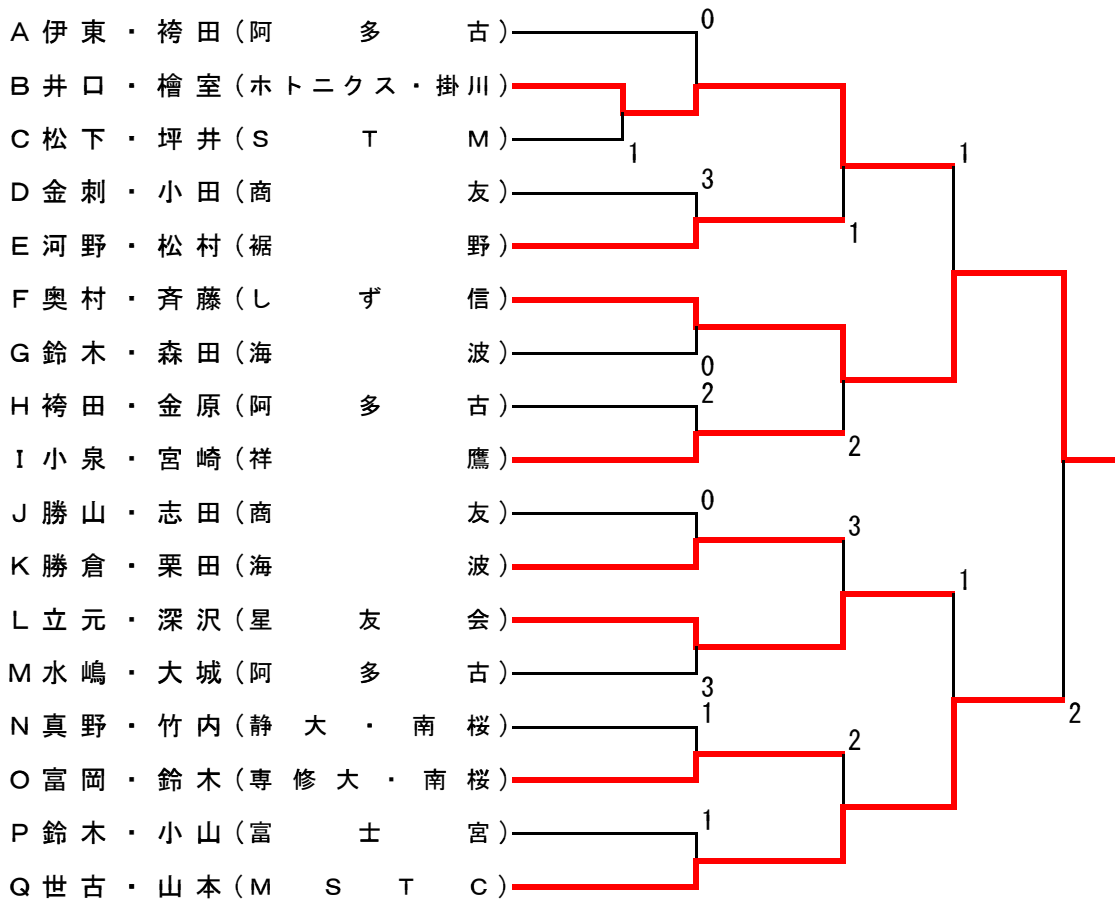 A 伊東・袴田(阿多古) 0
B 井口・檜室(ホトニクス・掛川)
C 松下・坪井(STM) 1 1
D 金刺・小田(商友) 3
E 河野・松村(裾野) 1
F 奥村・斉藤(しず信)
G 鈴木・森田(海波) 0
H 袴田・金原(阿多古) 2
I 小泉・宮崎(祥鷹) 2
J 勝山・志田(商友) 0 3
K 勝倉・栗田(海波) 1
L 立元・深沢(星友会)
M 水嶋・大城(阿多古) 3
N 真野・竹内(静大・南桜) 1 2 2
O 富岡・鈴木(専修大・南桜)
P 鈴木・小山(富士宮) 1
Q 世古・山本(MSTC)